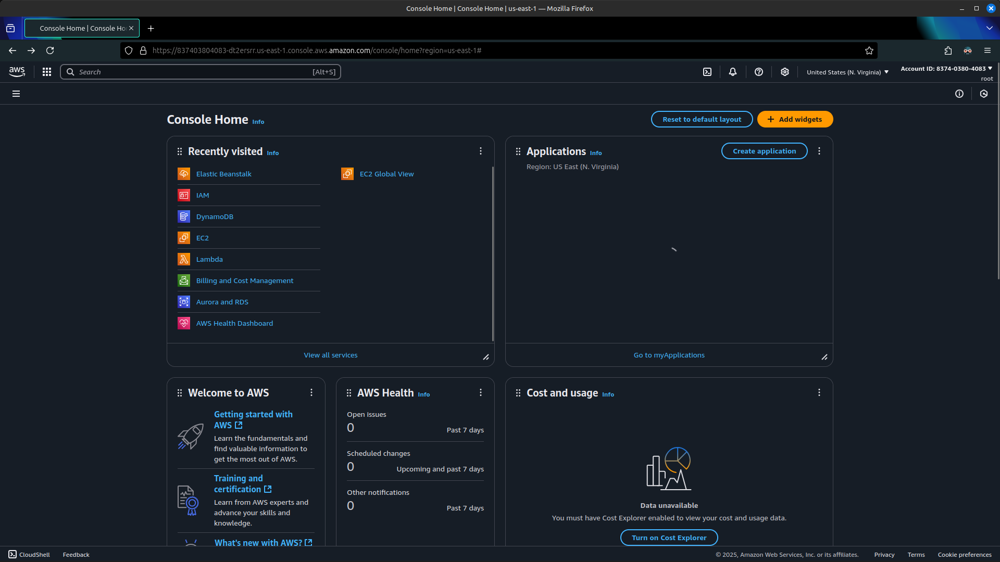 Console Home | Console Home | us-east-1 — Mozilla Firefox
Console Home | Console Ho
https://837403804083-dt2ersrr.us-east-1.console.aws.amazon.com/console/home?region=us-east-1#
aws
Search
[Alt+S]
United States (N. Virginia)
Account ID: 8374-0380-4083
root
Console Home Info
Reset to default layout
Add widgets
Recently visited Info
Elastic Beanstalk
IAM
DynamoDB
EC2
Lambda
Billing and Cost Management
Aurora and RDS
AWS Health Dashboard
EC2 Global View
View all services
Applications Info
Create application
Region: US East (N. Virginia)
Go to myApplications
Welcome to AWS
Getting started with
AWS
Learn the fundamentals and
find valuable information to
get the most out of AWS.
Training and
certification
Learn from AWS experts and
advance your skills and
knowledge.
What's new with AWS?
AWS Health Info
Open issues
0
Past 7 days
Scheduled changes
0
Upcoming and past 7 days
Other notifications
0
Past 7 days
Cost and usage Info
Data unavailable
You must have Cost Explorer enabled to view your cost and usage data.
Turn on Cost Explorer
CloudShell
Feedback
© 2025, Amazon Web Services, Inc. or its affiliates.
Privacy
Terms
Cookie preferences